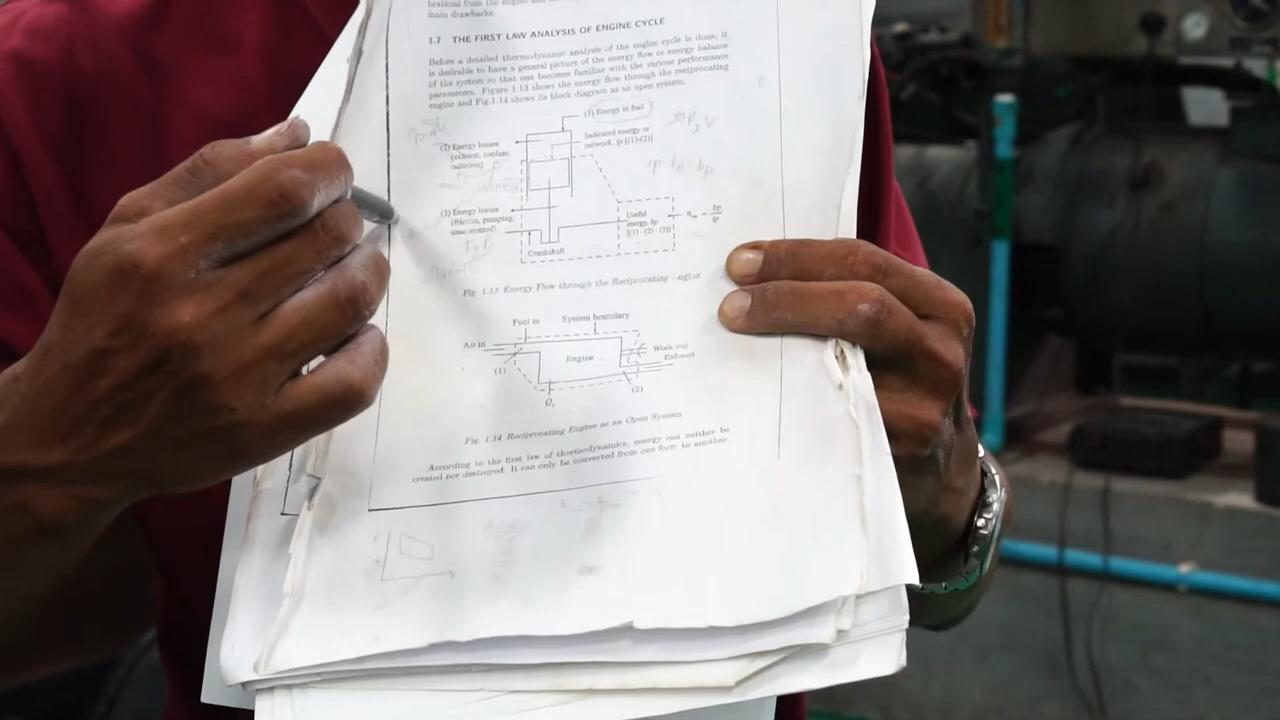 main drawbacks.
1.7 THE FIRST LAW ANALYSIS OF ENGINE CYCLE
Before a detailed thermodynamic analysis of the engine cycle is done, it
is desirable to have a general picture of the energy flow or energy balance
of the system so that one becomes familiar with the various performance
parameters. Figure 1.13 shows the energy flow through the reciprocating
engine and Fig.1.14 shows its block diagram as an open system.
(1) Energy in fuel
(2) Energy losses
(exhaust, coolant,
radiation)
Indicated energy or
network, ip [(1)-(2)]
P, V
ip-fp-bp
(3) Energy losses
(friction, pumping,
Useful
energy, bp
[(1) - (2) - (3)]
ηm = bp/ip
Crankshaft
Fig. 1.13 Energy Flow through the Reciprocating Engine
Fuel in
System boundary
Air in
Engine
Work out
Exhaust
(1)
(2)
Q
Fig. 1.14 Reciprocating Engine as an Open System
According to the first law of thermodynamics, energy can neither be
created nor destroyed. It can only be converted from one form to another.